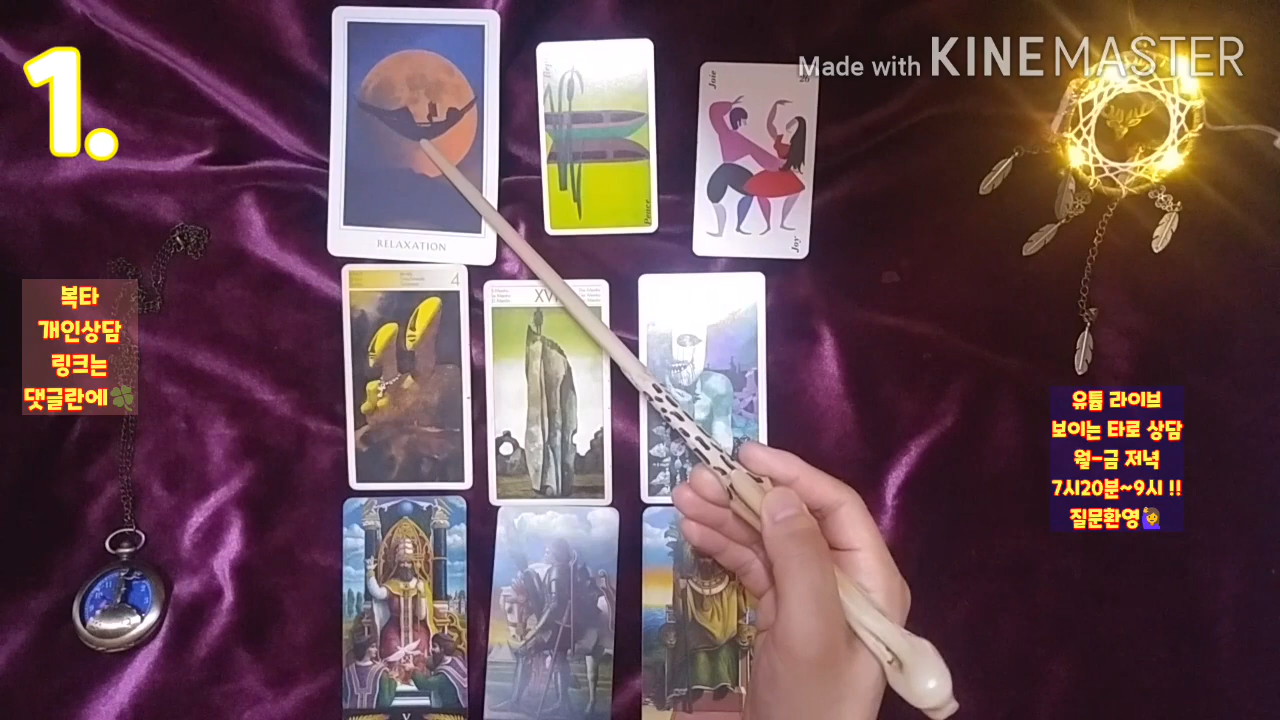 1.
Made with KINEMASTER
RELAXATION
Peace
Joie
Joy
4
XVI
복타
개인상담
링크는
댓글란에🍀
유튭 라이브
보이는 타로 상담
월-금 저녁
7시20분~9시 !!
질문환영🙋‍♀️
V